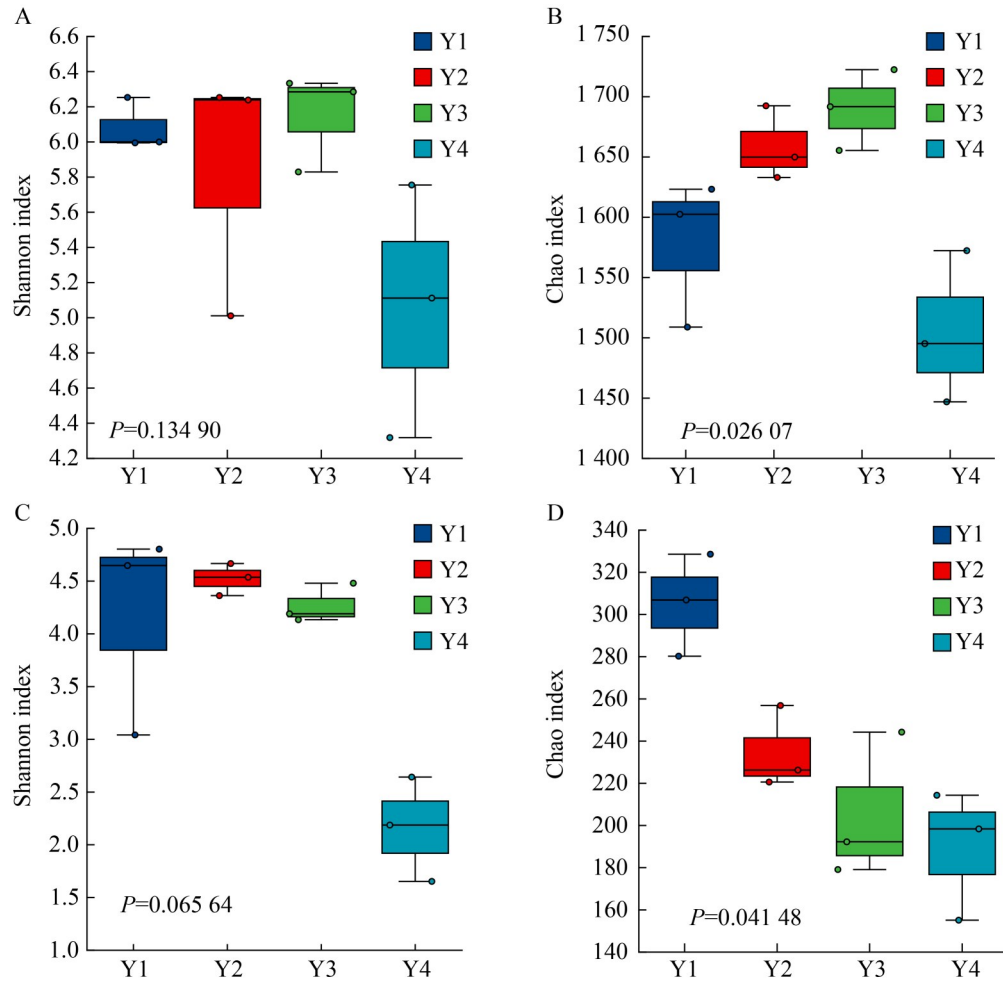 A
Shannon index
6.6
6.4
6.2
6.0
5.8
5.6
5.4
5.2
5.0
4.8
4.6
4.4
4.2
Y1
Y2
Y3
Y4
P=0.134 90
Y1 Y2 Y3 Y4
B
Chao index
1 750
1 700
1 650
1 600
1 550
1 500
1 450
1 400
Y1
Y2
Y3
Y4
P=0.026 07
Y1 Y2 Y3 Y4
C
Shannon index
5.0
4.5
4.0
3.5
3.0
2.5
2.0
1.5
1.0
Y1
Y2
Y3
Y4
P=0.065 64
Y1 Y2 Y3 Y4
D
Chao index
340
320
300
280
260
240
220
200
180
160
140
Y1
Y2
Y3
Y4
P=0.041 48
Y1 Y2 Y3 Y4